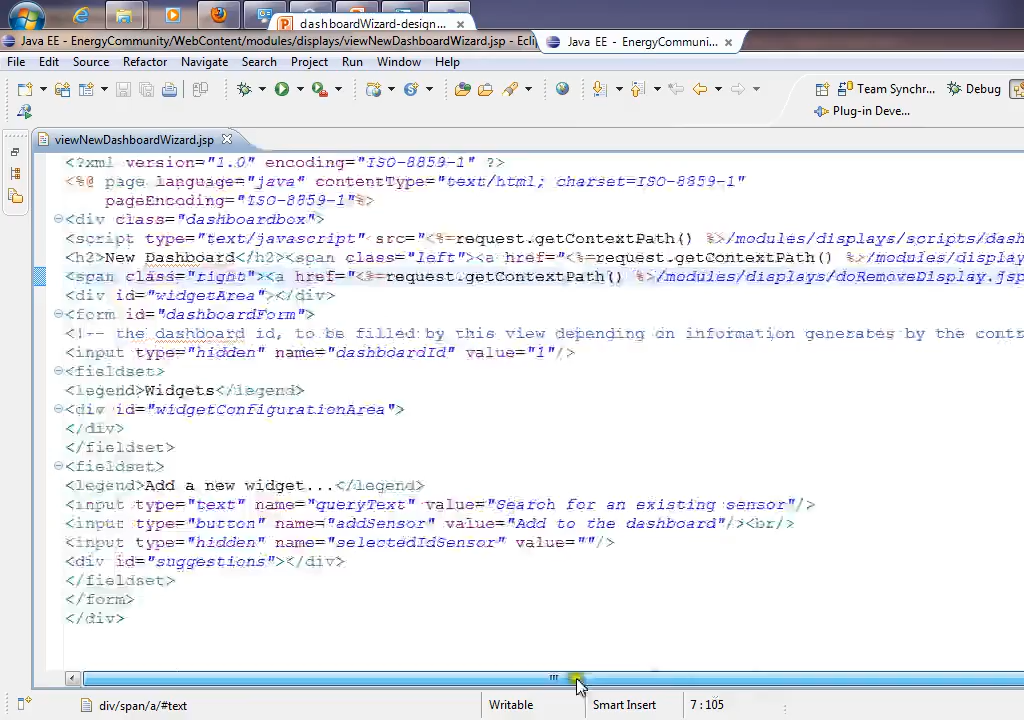 dashboardWizard-design...
Java EE - EnergyCommunity/WebContent/modules/displays/viewNewDashboardWizard.jsp - Ecli
Java EE - EnergyCommuni...
File Edit Source Refactor Navigate Search Project Run Window Help
Team Synchr... Debug
Plug-in Deve...
viewNewDashboardWizard.jsp
<?xml version="1.0" encoding="ISO-8859-1" ?>
<%@ page language="java" contentType="text/html; charset=ISO-8859-1"
pageEncoding="ISO-8859-1"%>
<div class="dashboardbox">
<script type="text/javascript" src="<%=request.getContextPath() %>/modules/displays/scripts/dash
<h2>New Dashboard</h2><span class="left"><a href="<%=request.getContextPath() %>/modules/display
<span class="right"><a href="<%=request.getContextPath() %>/modules/displays/doRemoveDisplay.jsp
<div id="widgetArea"></div>
<form id="dashboardForm">
<!-- the dashboard id, to be filled by this view depending on information generates by the contr
<input type="hidden" name="dashboardId" value="1"/>
<fieldset>
<legend>Widgets</legend>
<div id="widgetConfigurationArea">
</div>
</fieldset>
<fieldset>
<legend>Add a new widget...</legend>
<input type="text" name="queryText" value="Search for an existing sensor"/>
<input type="button" name="addSensor" value="Add to the dashboard"/><br/>
<input type="hidden" name="selectedIdSensor" value=""/>
<div id="suggestions"></div>
</fieldset>
</form>
</div>
div/span/a/#text Writable Smart Insert 7 : 105